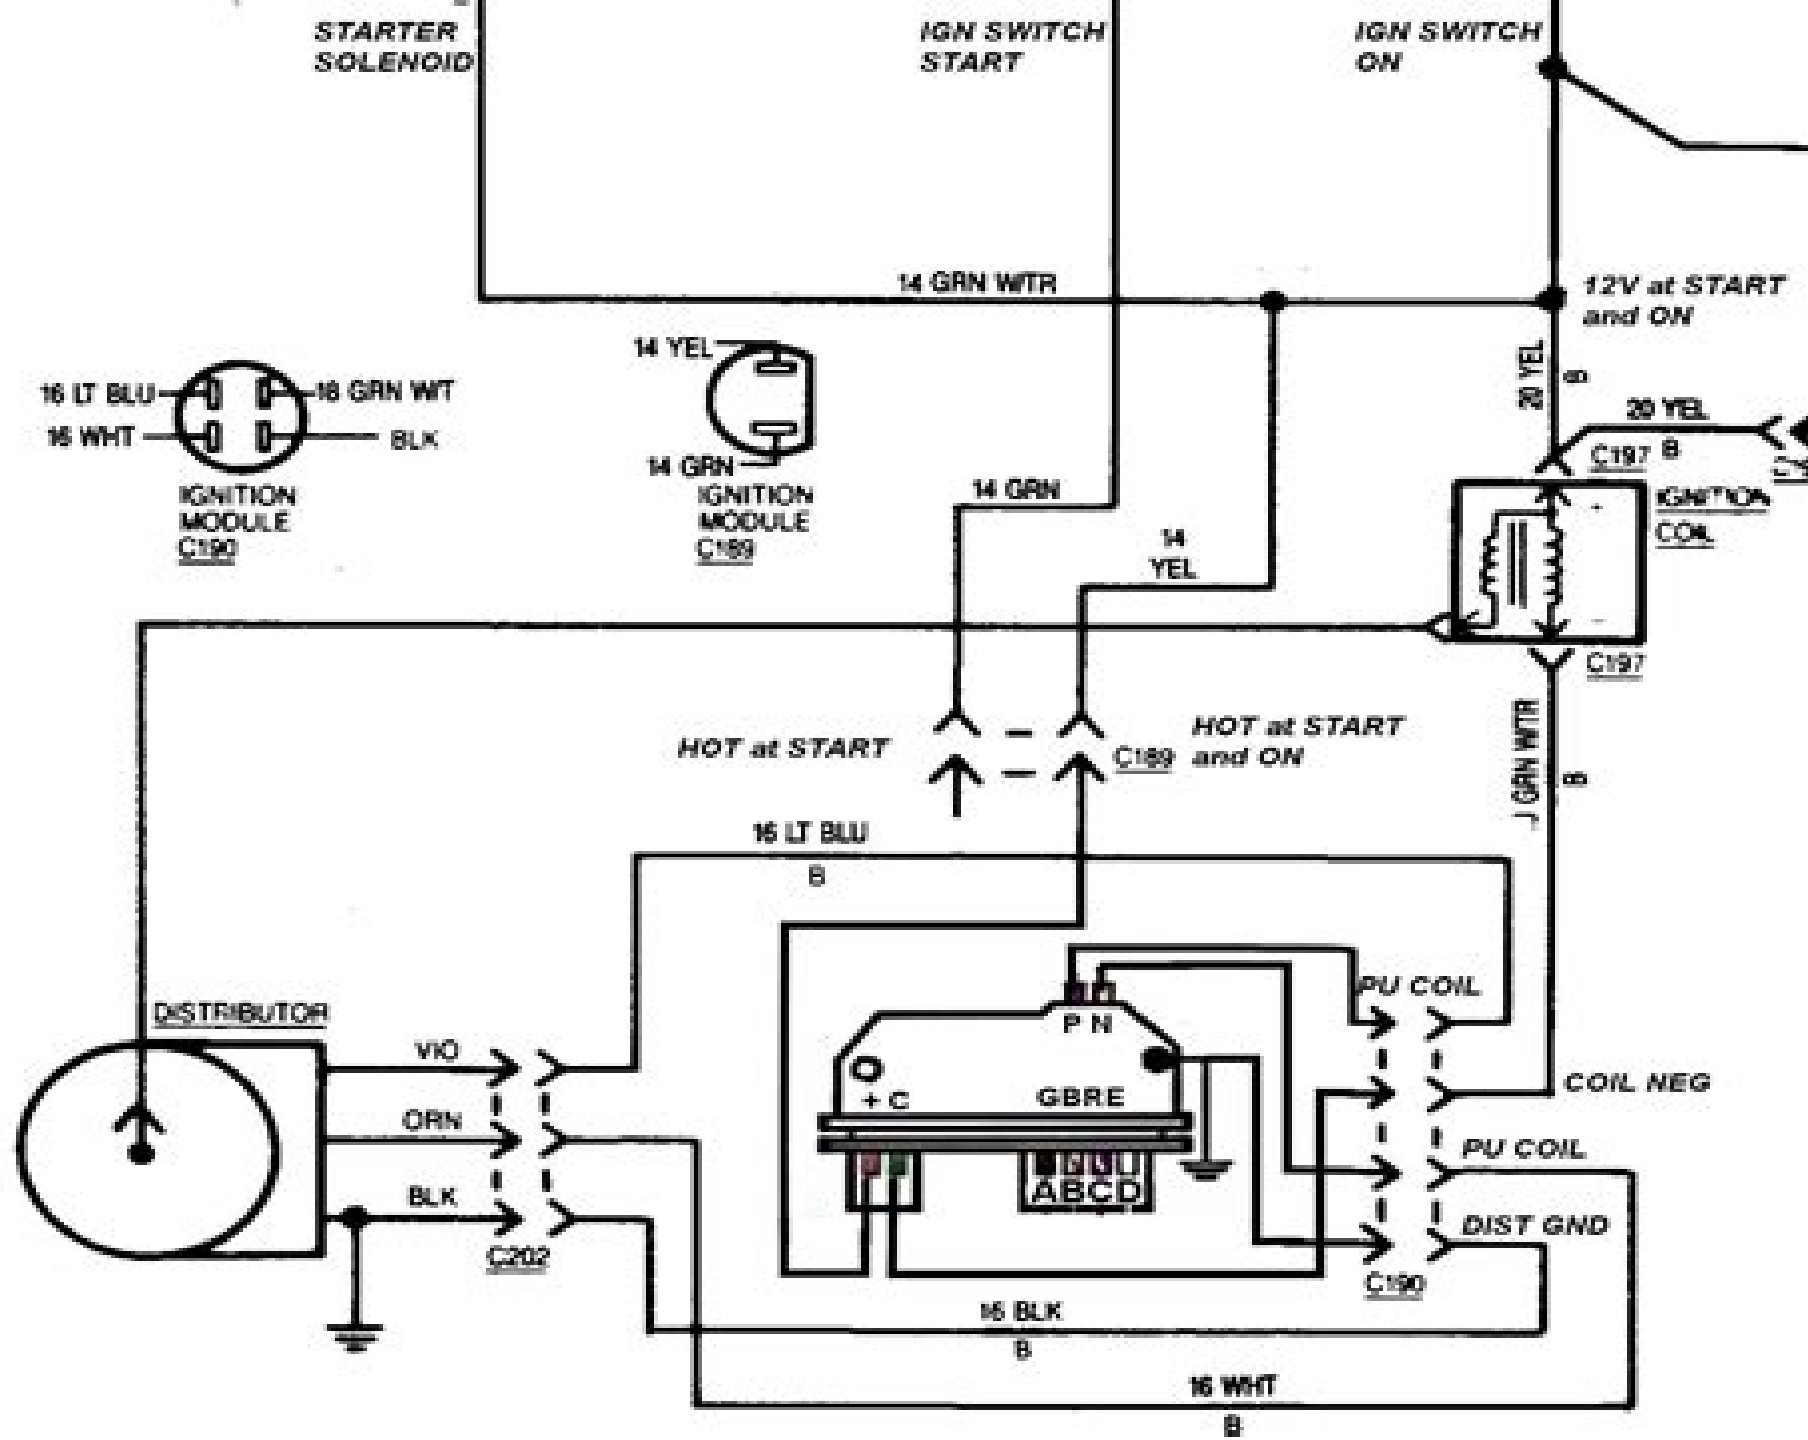 STARTER
SOLENOID
IGN SWITCH
START
IGN SWITCH
ON
14 GRN WTR
12V at START
and ON
14 YEL
16 LT BLU
18 GRN W/T
16 WHT
BLK
14 GRN
IGNITION
MODULE
C190
IGNITION
MODULE
C189
20 YEL
B
20 YEL
B
C197
14 GRN
14
YEL
IGNITION
COIL
C197
HOT at START
C189
HOT at START
and ON
J GRN WTR
B
16 LT BLU
B
PU COIL
DISTRIBUTOR
P N
VIO
+ C
GBRE
COIL NEG
ORN
PU COIL
BLK
ABCD
DIST GND
C202
C190
16 BLK
B
16 WHT
B